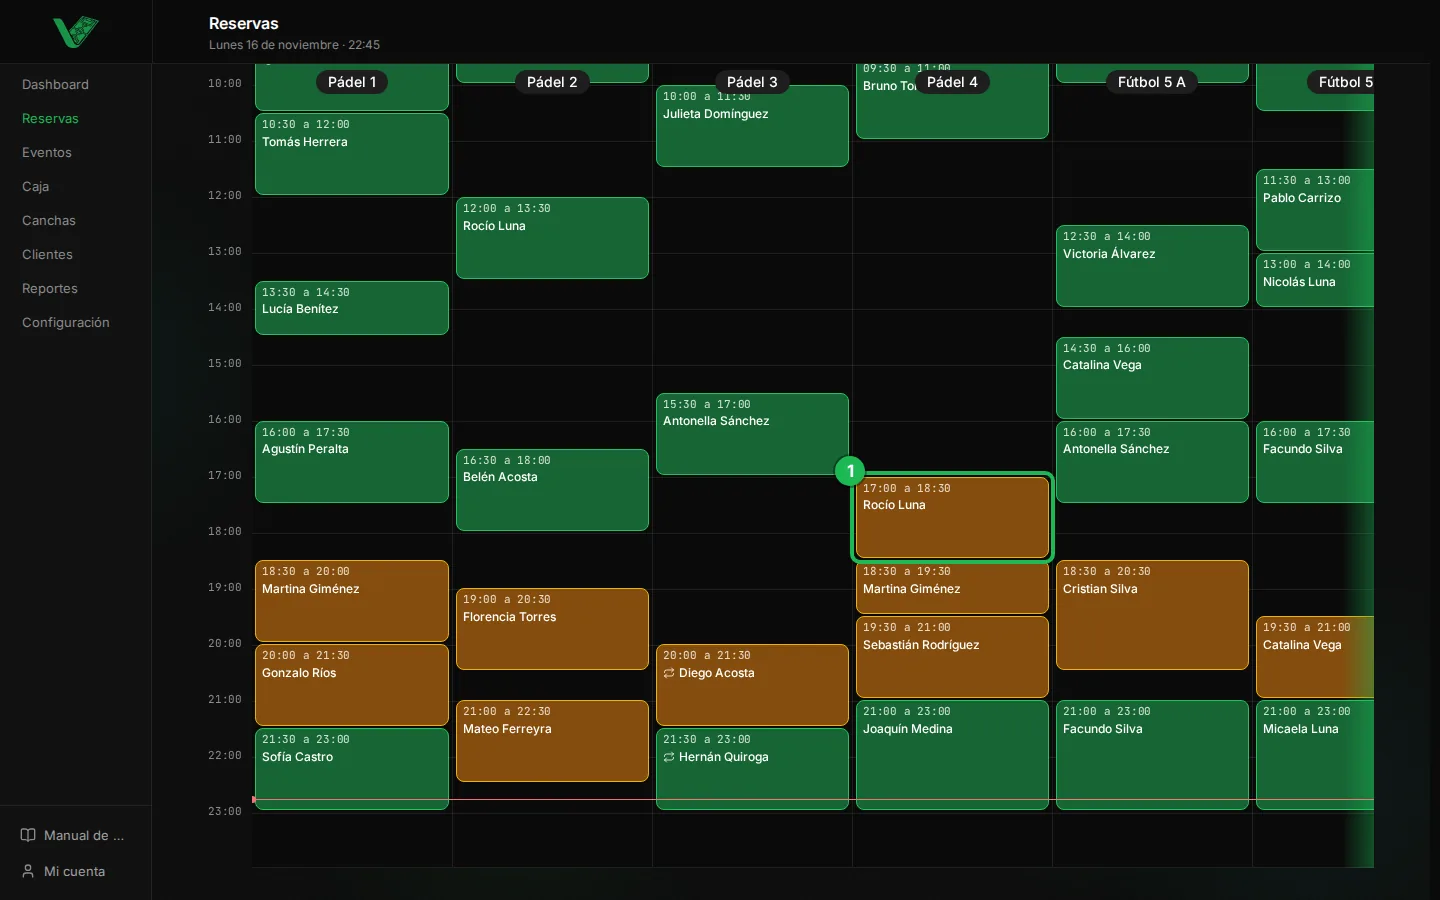 Reservas
Lunes 16 de noviembre · 22:45
Dashboard
Reservas
Eventos
Caja
Canchas
Clientes
Reportes
Configuración
Manual de ...
Mi cuenta
Pádel 1
Pádel 2
Pádel 3
Pádel 4
Fútbol 5 A
Fútbol 5
10:00
11:00
12:00
13:00
14:00
15:00
16:00
17:00
18:00
19:00
20:00
21:00
22:00
23:00
10:30 a 12:00
Tomás Herrera
13:30 a 14:30
Lucía Benítez
16:00 a 17:30
Agustín Peralta
18:30 a 20:00
Martina Giménez
20:00 a 21:30
Gonzalo Ríos
21:30 a 23:00
Sofía Castro
12:00 a 13:30
Rocío Luna
16:30 a 18:00
Belén Acosta
19:00 a 20:30
Florencia Torres
21:00 a 22:30
Mateo Ferreyra
10:00 a 11:30
Julieta Domínguez
15:30 a 17:00
Antonella Sánchez
20:00 a 21:30
Diego Acosta
21:30 a 23:00
Hernán Quiroga
09:30 a 11:00
Bruno
1
17:00 a 18:30
Rocío Luna
18:30 a 19:30
Martina Giménez
19:30 a 21:00
Sebastián Rodríguez
21:00 a 23:00
Joaquín Medina
12:30 a 14:00
Victoria Álvarez
14:30 a 16:00
Catalina Vega
16:00 a 17:30
Antonella Sánchez
18:30 a 20:30
Cristian Silva
21:00 a 23:00
Facundo Silva
11:30 a 13:00
Pablo Carrizo
13:00 a 14:00
Nicolás Luna
16:00 a 17:30
Facundo Silva
19:30 a 21:00
Catalina Vega
21:00 a 23:00
Micaela Luna